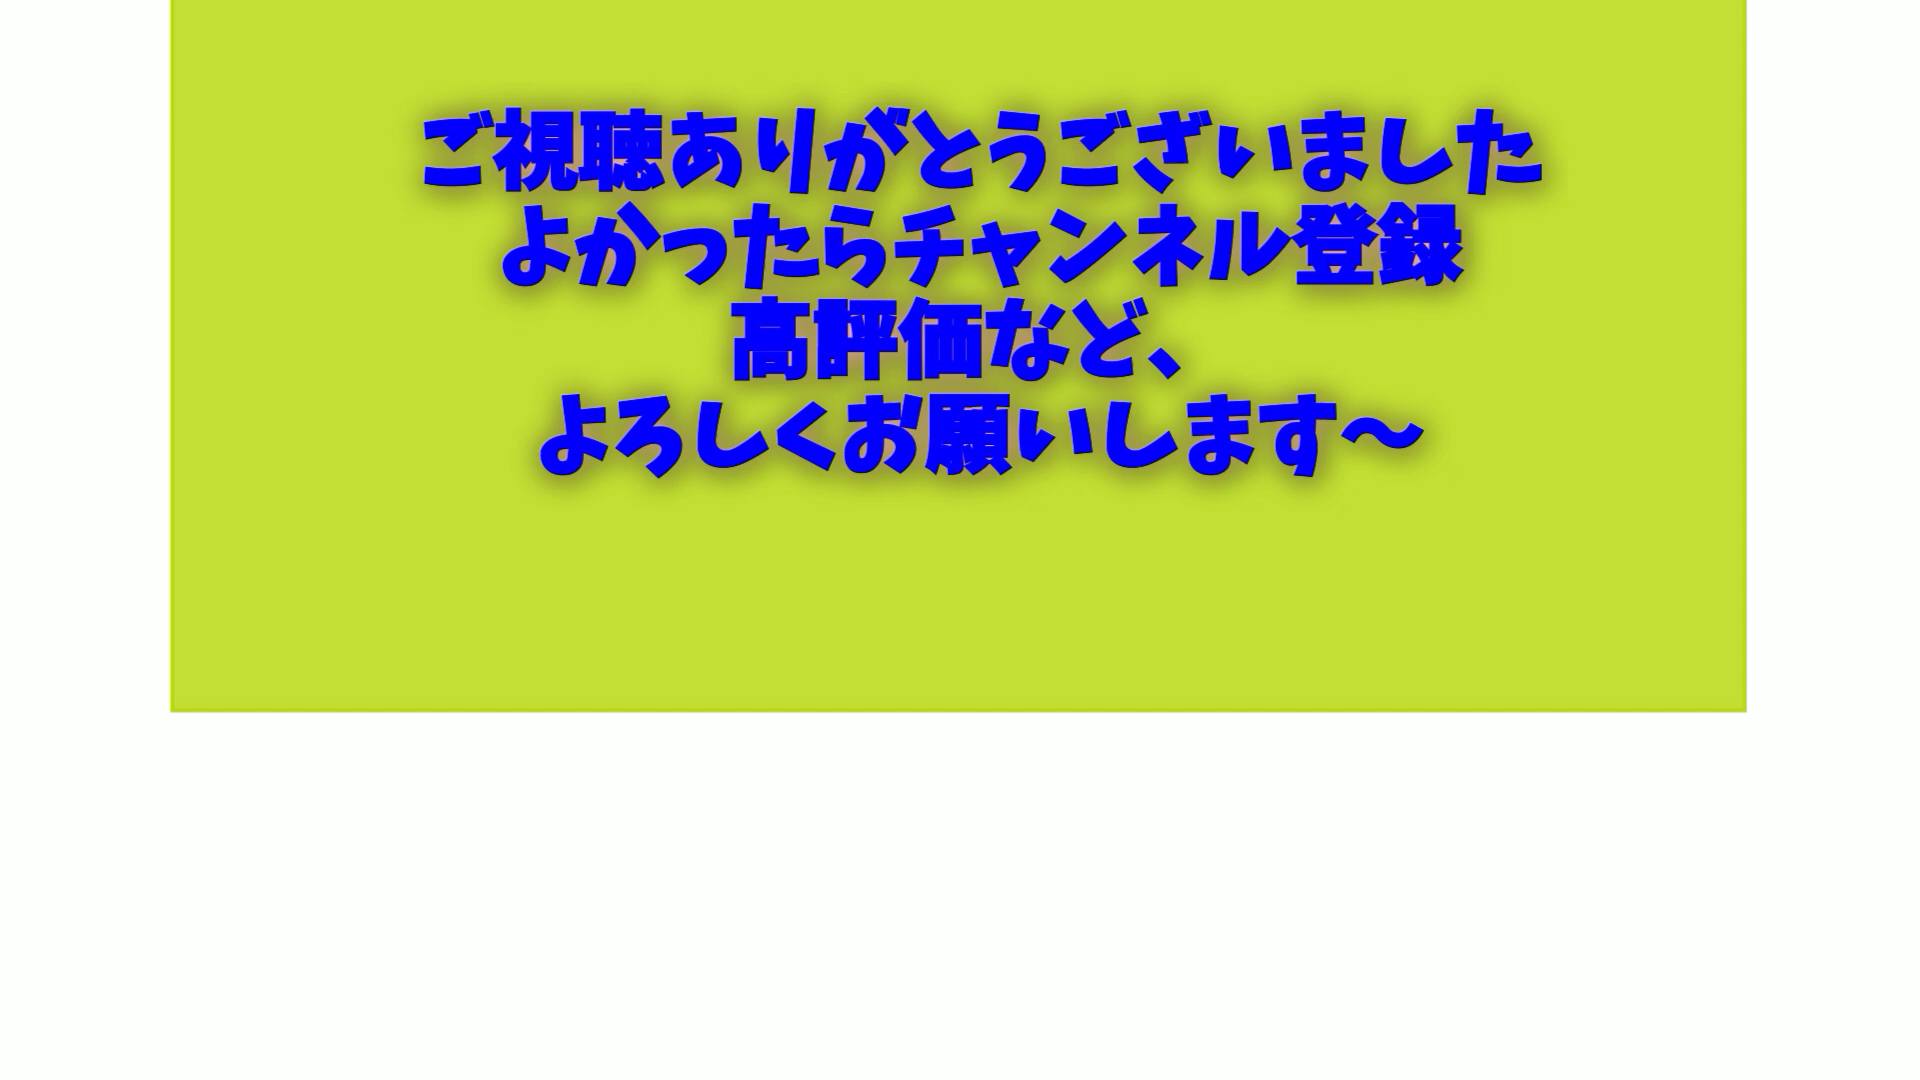 ご視聴ありがとうございました
よかったらチャンネル登録
高評価など、
よろしくお願いします～